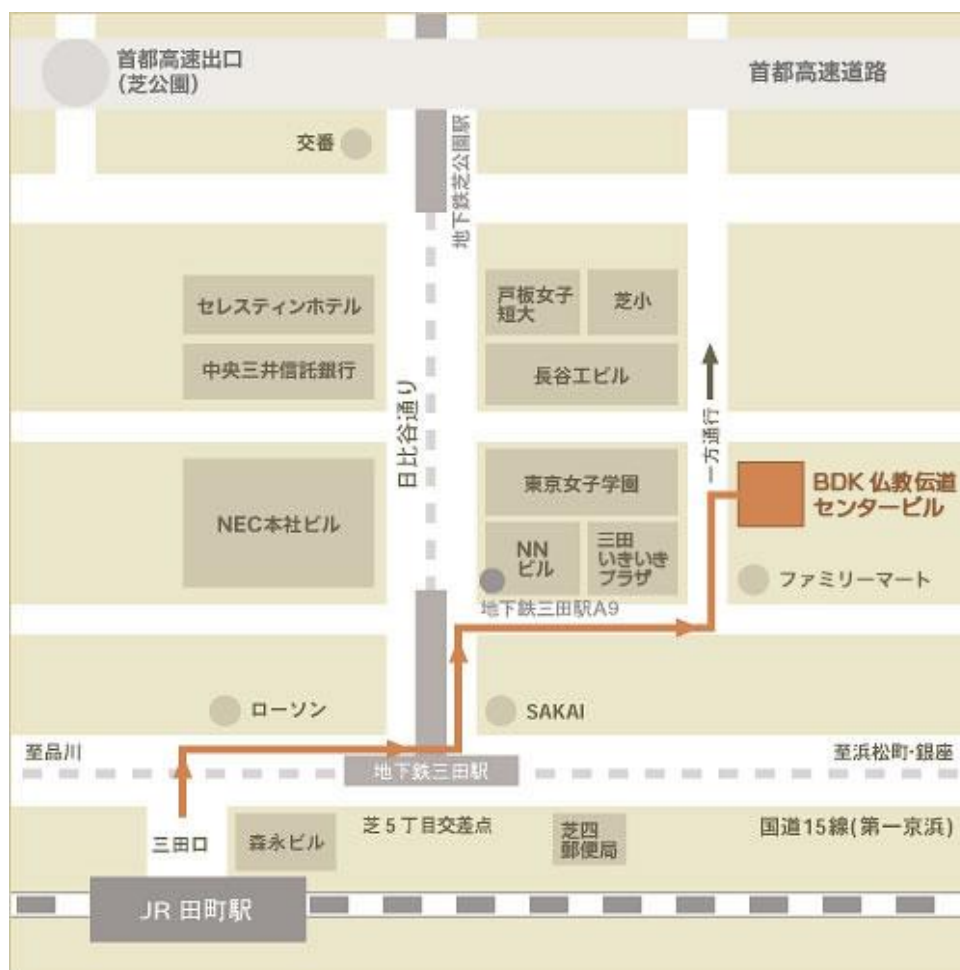 首都高速出口
(芝公園)
首都高速道路
交番
地下鉄芝公園駅
セレスティンホテル
戸板女子
短大
芝小
中央三井信託銀行
長谷工ビル
日比谷通り
一方通行
NEC本社ビル
東京女子学園
BDK 仏教伝道
センタービル
NN
ビル
三田
いきいき
プラザ
ファミリーマート
地下鉄三田駅A9
ローソン
SAKAI
至品川
至浜松町・銀座
地下鉄三田駅
三田口
森永ビル
芝5丁目交差点
芝四
郵便局
国道15線(第一京浜)
JR 田町駅